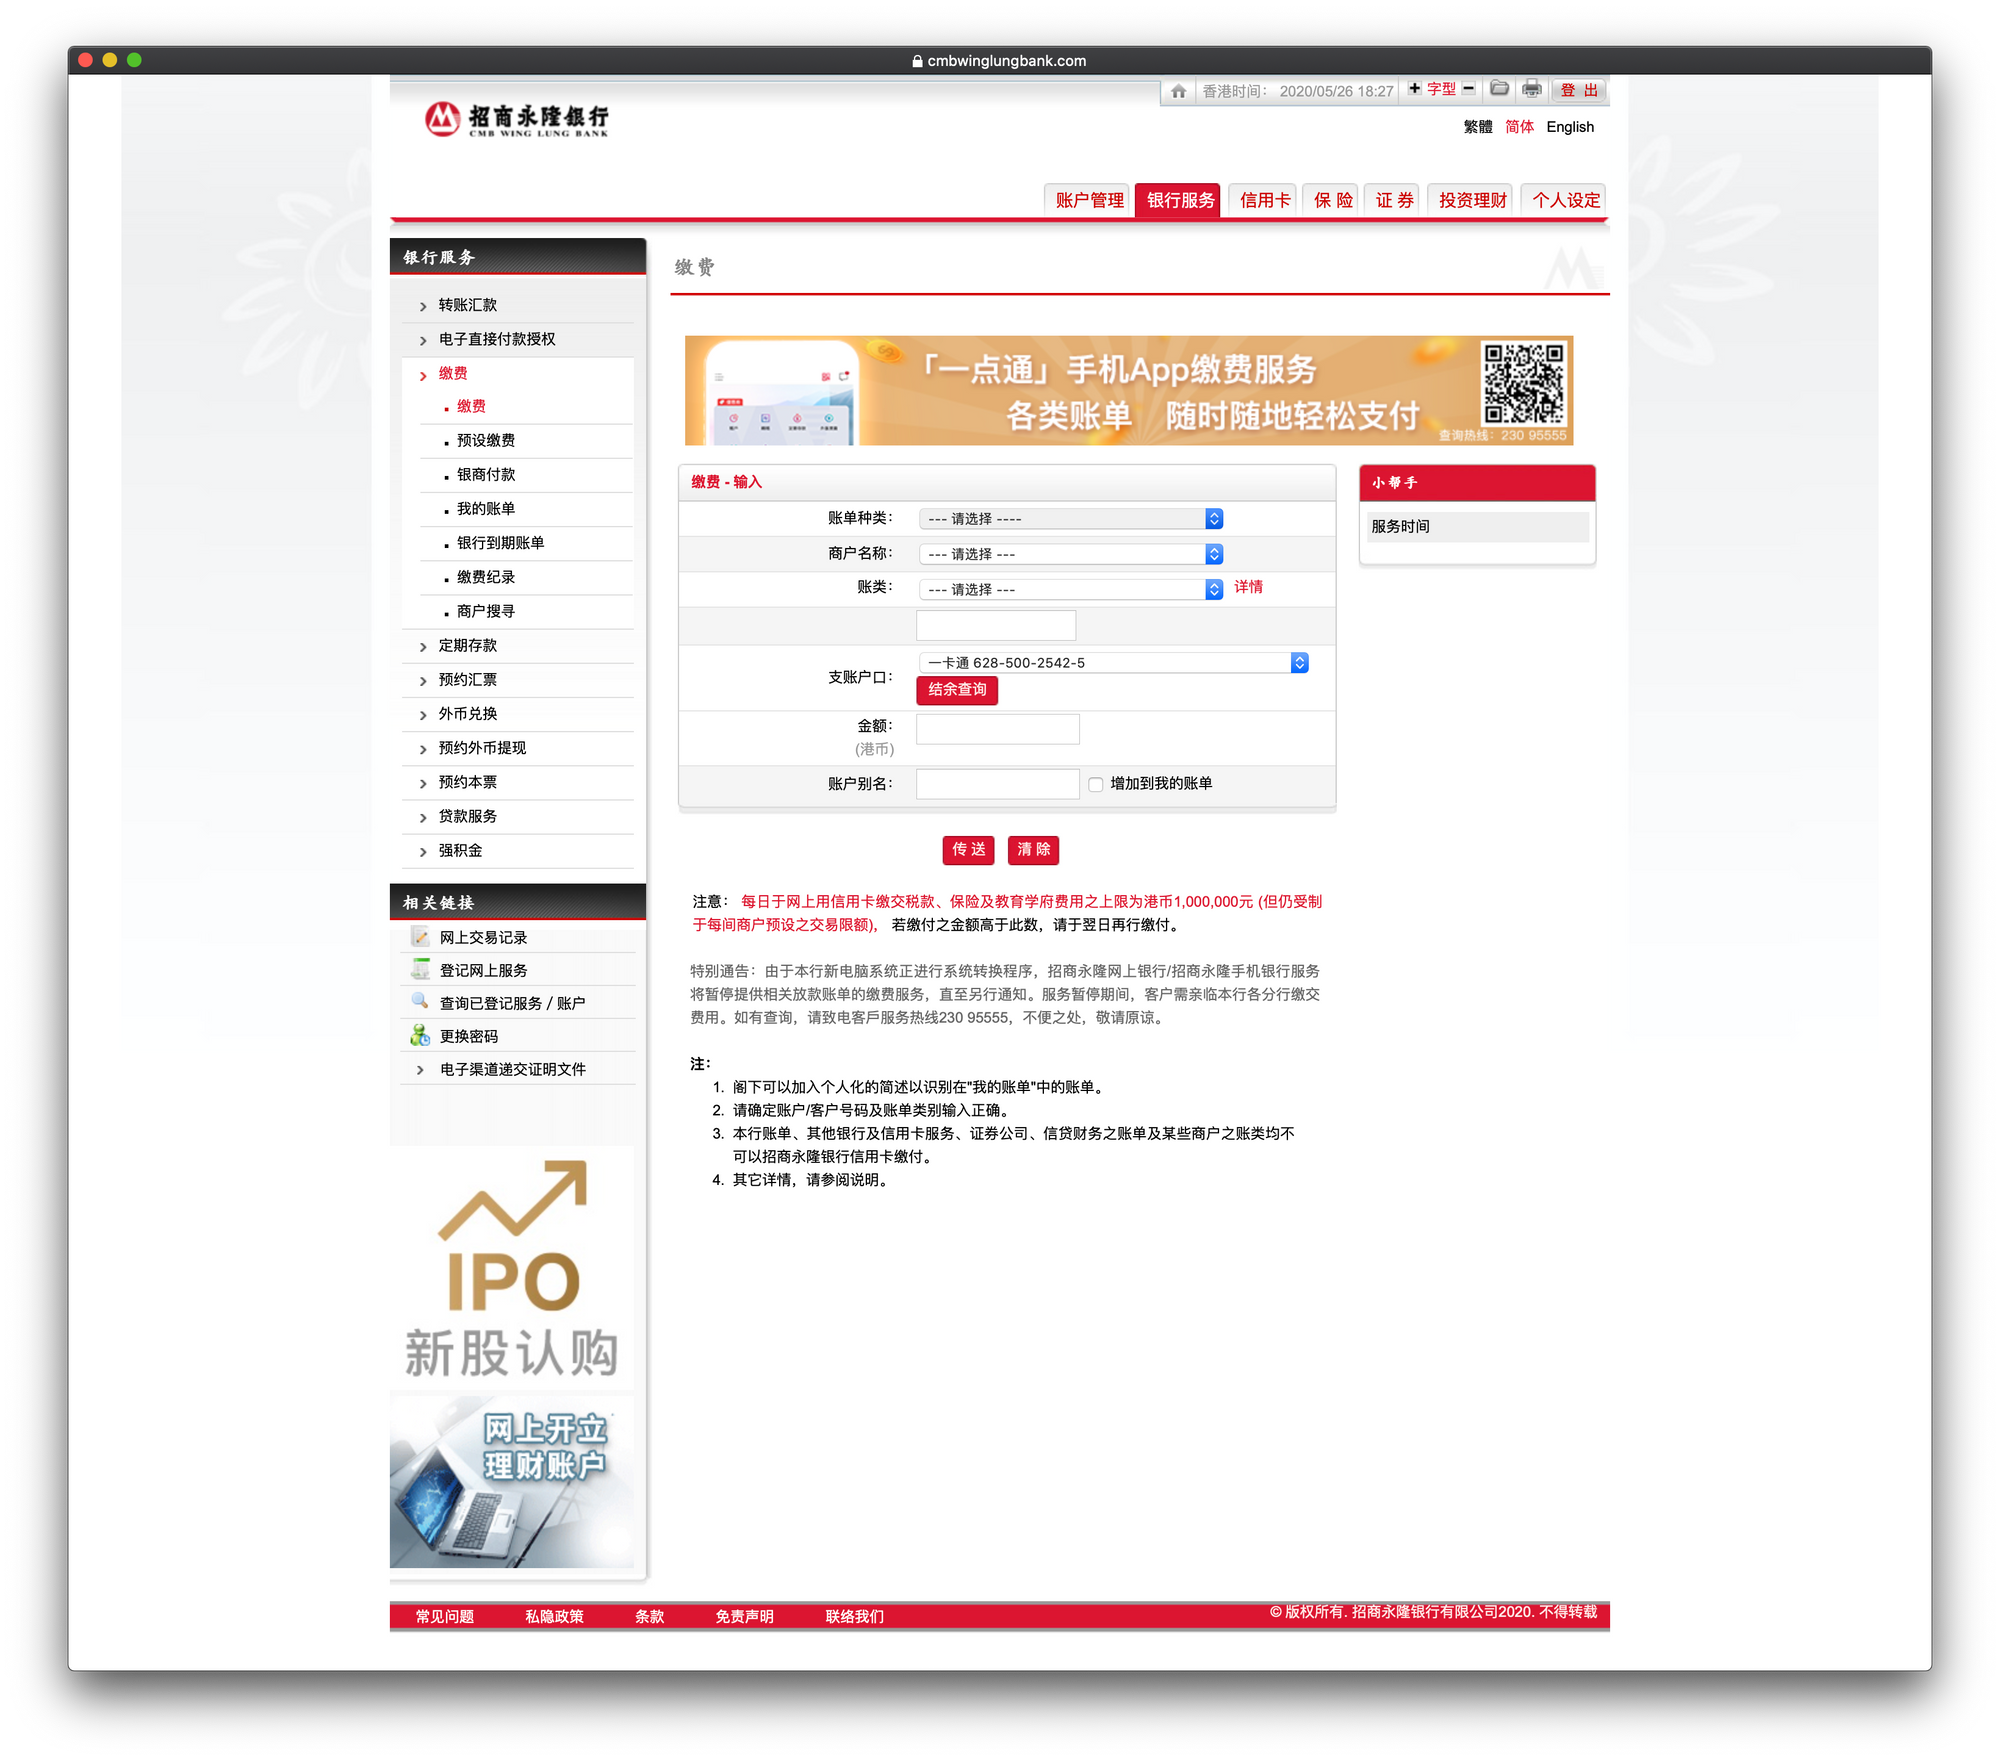 cmbwinglungbank.com
香港时间： 2020/05/26 18:27
字型
登 出
招商永隆银行
CMB WING LUNG BANK
繁體 简体 English
账户管理 银行服务 信用卡 保 险 证 券 投资理财 个人设定
银行服务
转账汇款
电子直接付款授权
缴费
缴费
预设缴费
银商付款
我的账单
银行到期账单
缴费纪录
商户搜寻
定期存款
预约汇票
外币兑换
预约外币提现
预约本票
贷款服务
强积金
相关链接
网上交易记录
登记网上服务
查询已登记服务 / 账户
更换密码
电子渠道递交证明文件
IPO
新股认购
网上开立
理财账户
缴费
「一点通」手机App缴费服务
各类账单 随时随地轻松支付
查询热线：230 95555
缴费 - 输入
账单种类： --- 请选择 ----
商户名称： --- 请选择 ---
账类： --- 请选择 --- 详情
支账户口： 一卡通 628-500-2542-5
结余查询
金额：
(港币)
账户别名： 增加到我的账单
传 送 清 除
小帮手
服务时间
注意： 每日于网上用信用卡缴交税款、保险及教育学府费用之上限为港币1,000,000元 (但仍受制
于每间商户预设之交易限额)， 若缴付之金额高于此数，请于翌日再行缴付。
特别通告：由于本行新电脑系统正进行系统转换程序，招商永隆网上银行/招商永隆手机银行服务
将暂停提供相关放款账单的缴费服务，直至另行通知。服务暂停期间，客户需亲临本行各分行缴交
费用。如有查询，请致电客戶服务热线230 95555，不便之处，敬请原谅。
注：
1. 阁下可以加入个人化的简述以识别在"我的账单"中的账单。
2. 请确定账户/客户号码及账单类别输入正确。
3. 本行账单、其他银行及信用卡服务、证券公司、信贷财务之账单及某些商户之账类均不
可以招商永隆银行信用卡缴付。
4. 其它详情，请参阅说明。
常见问题 私隐政策 条款 免责声明 联络我们
© 版权所有. 招商永隆银行有限公司2020. 不得转载